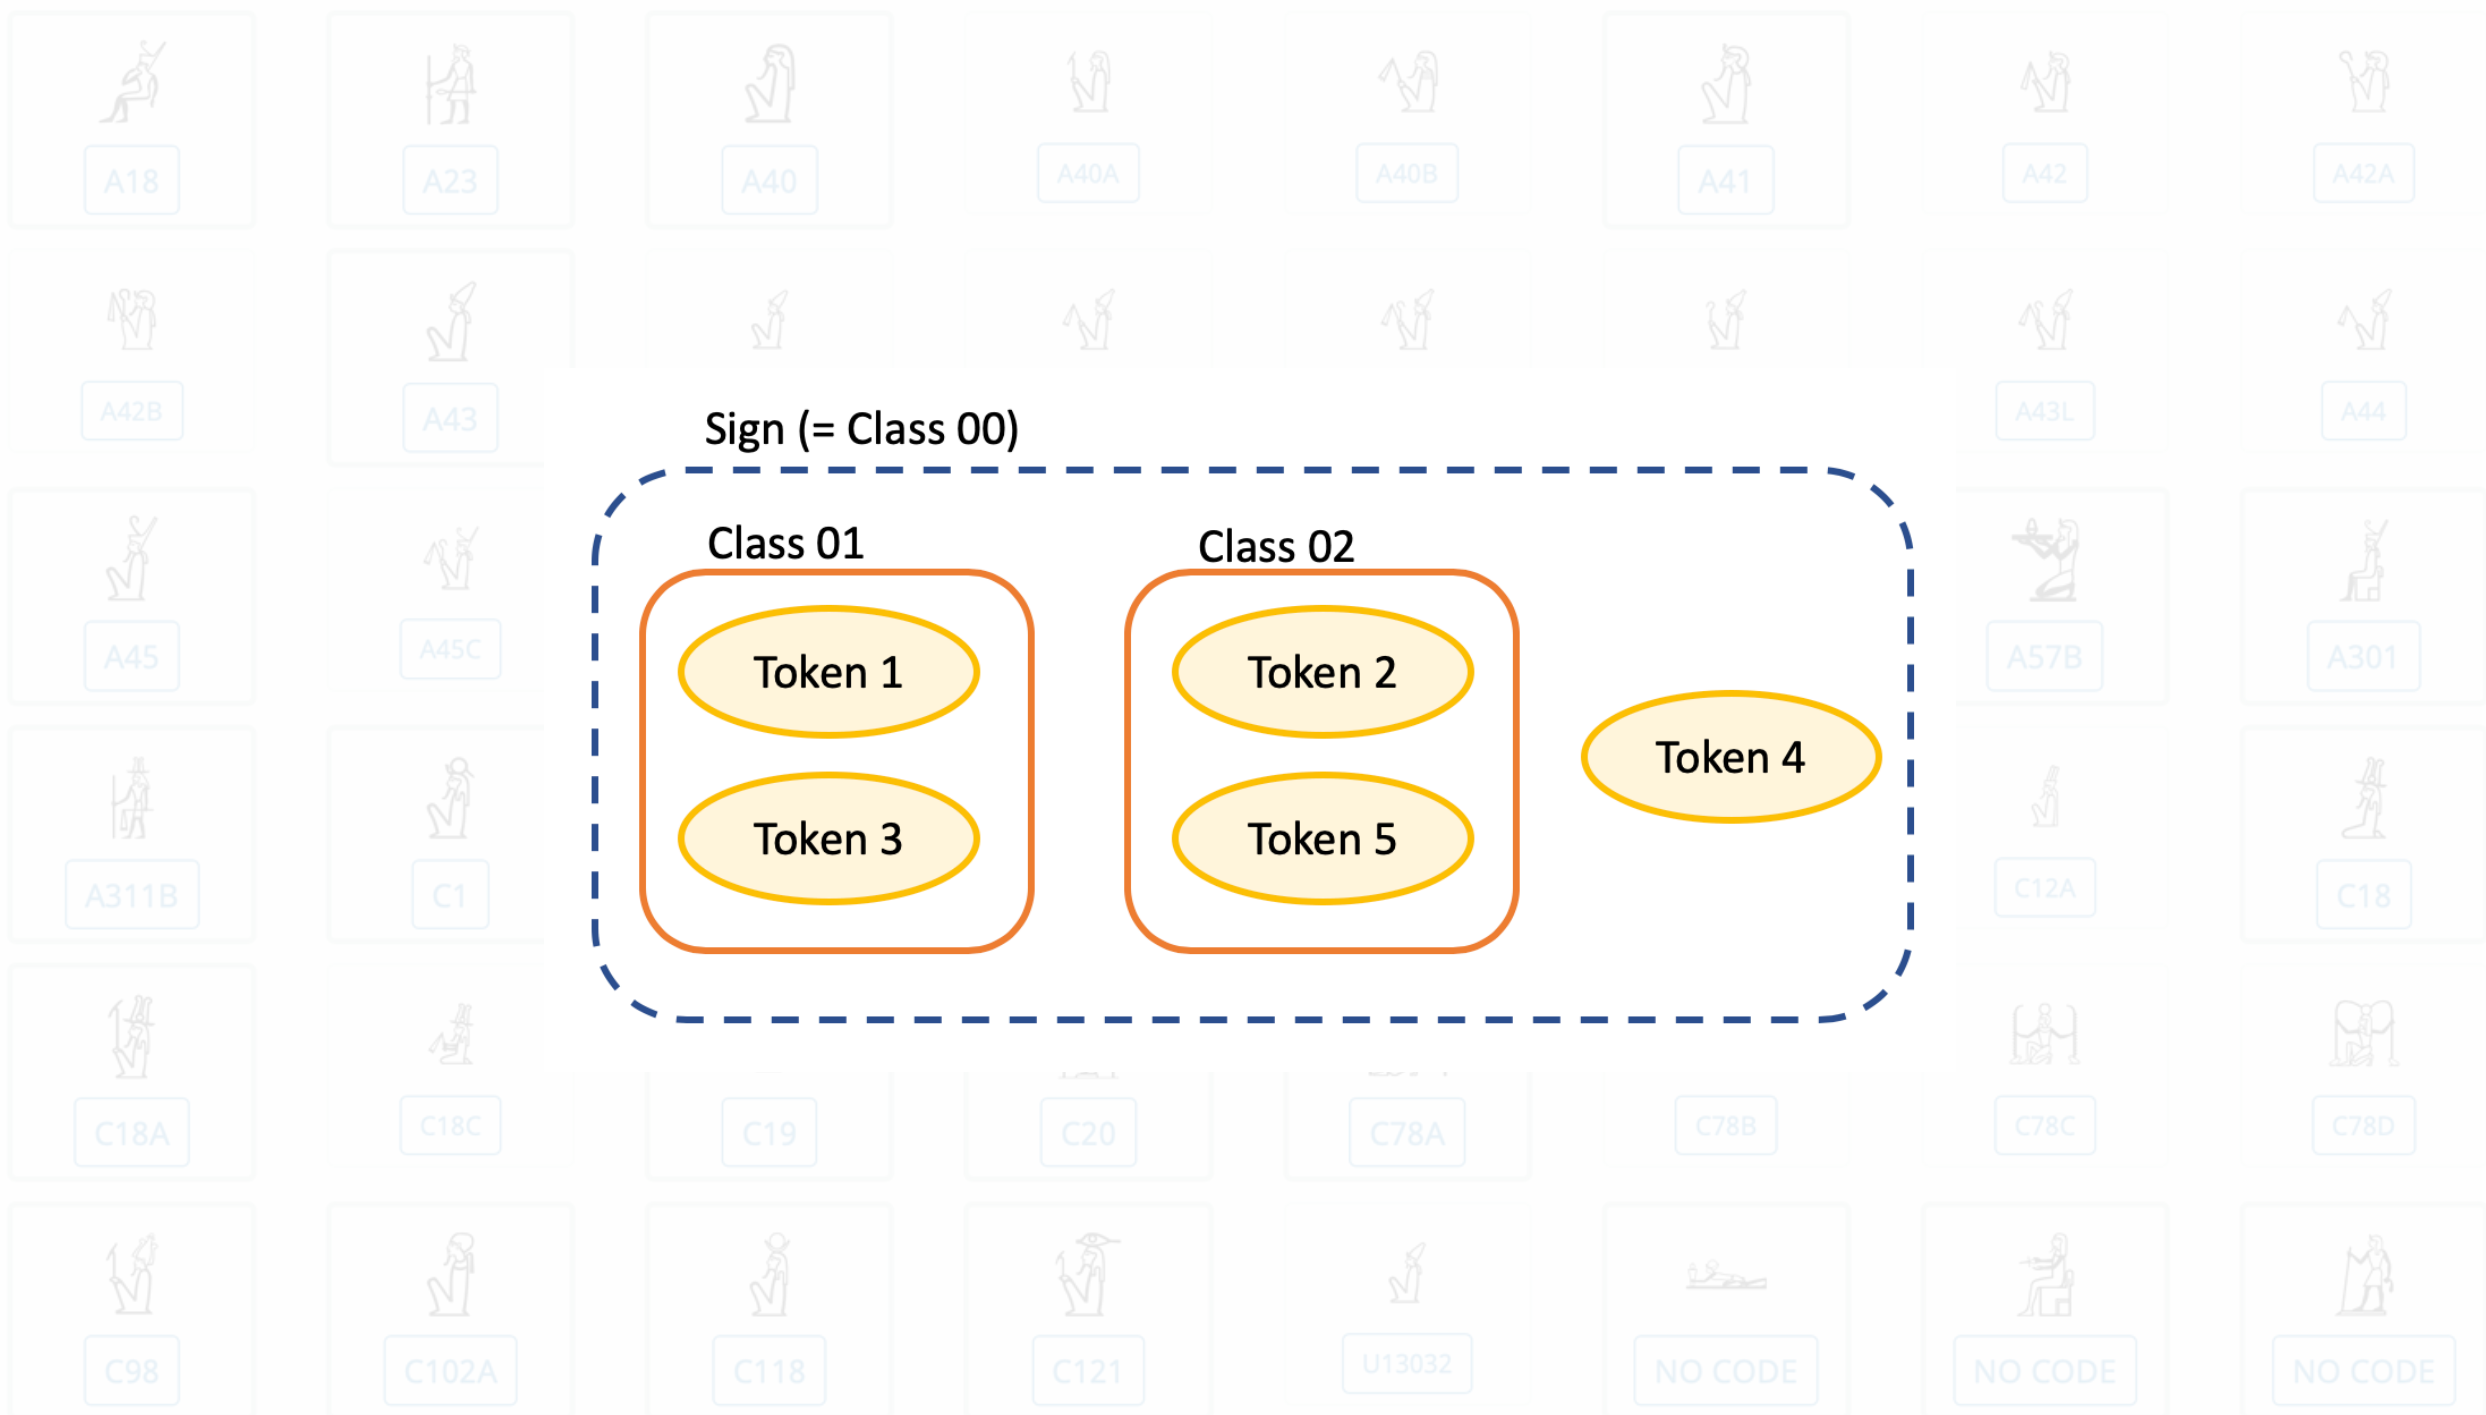 A18 A23 A40 A40A A40B A41 A42 A42A
A42B A43 A43L A44
Sign (= Class 00)
Class 01 Class 02
A45 A45C A57B A301
Token 1 Token 2
Token 4
Token 3 Token 5
A311B C1 C12A C18
C18A C18C C19 C20 C78A C78B C78C C78D
C98 C102A C118 C121 U13032 NO CODE NO CODE NO CODE